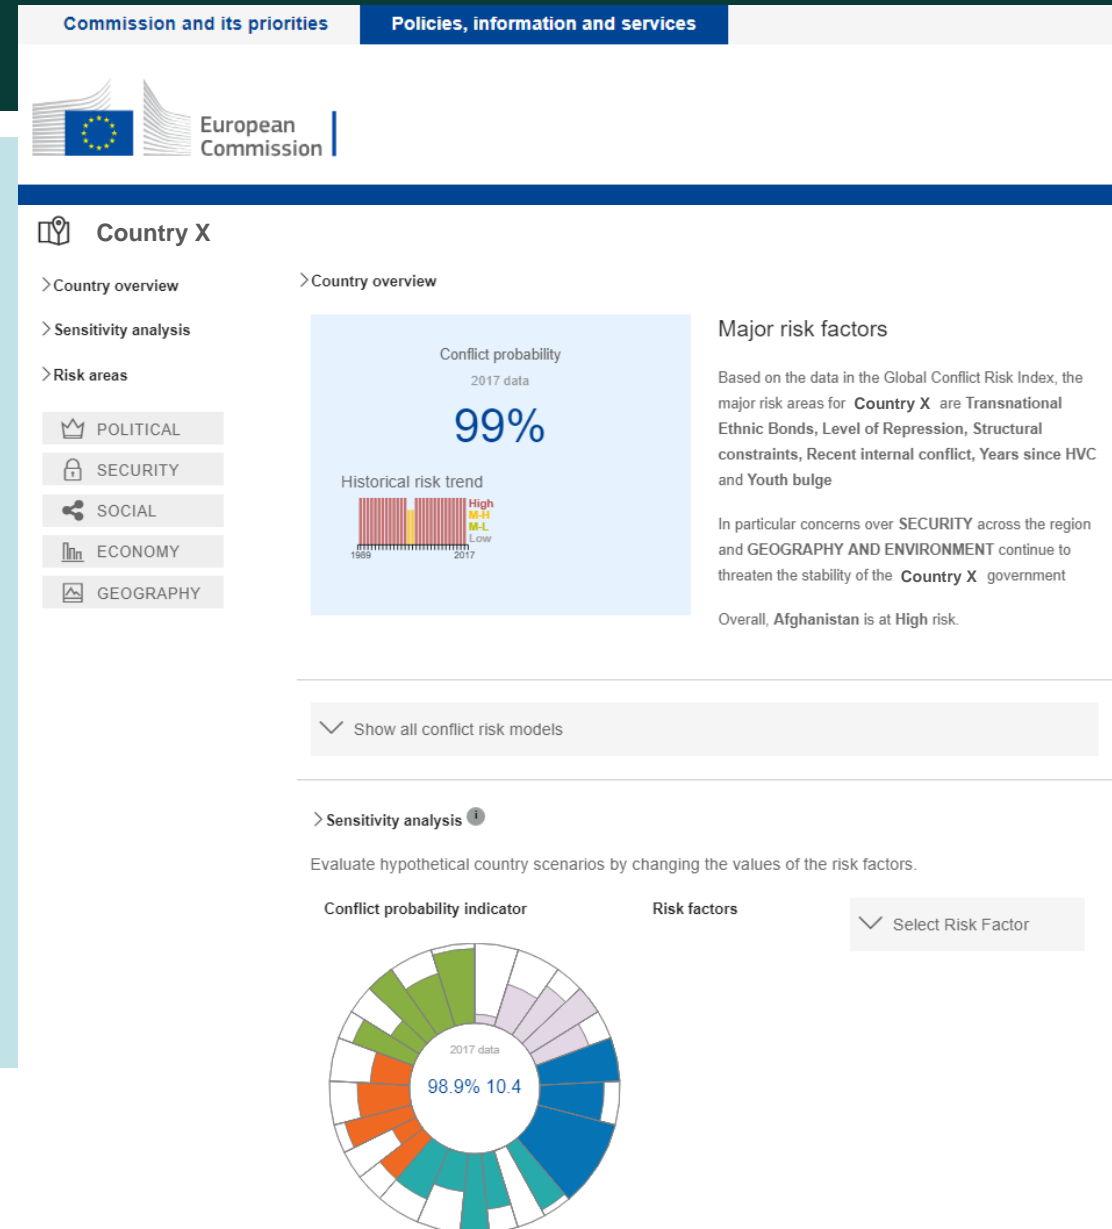 Commission and its priorities
Policies, information and services
European
Commission
Country X
Country overview
Sensitivity analysis
Risk areas
POLITICAL
SECURITY
SOCIAL
ECONOMY
GEOGRAPHY
Country overview
Conflict probability
2017 data
99%
Historical risk trend
High
M-H
M-L
Low
1989
2017
Major risk factors
Based on the data in the Global Conflict Risk Index, the
major risk areas for Country X are Transnational
Ethnic Bonds, Level of Repression, Structural
constraints, Recent internal conflict, Years since HVC
and Youth bulge
In particular concerns over SECURITY across the region
and GEOGRAPHY AND ENVIRONMENT continue to
threaten the stability of the Country X government
Overall, Afghanistan is at High risk.
Show all conflict risk models
Sensitivity analysis i
Evaluate hypothetical country scenarios by changing the values of the risk factors.
Conflict probability indicator
Risk factors
Select Risk Factor
2017 data
98.9% 10.4